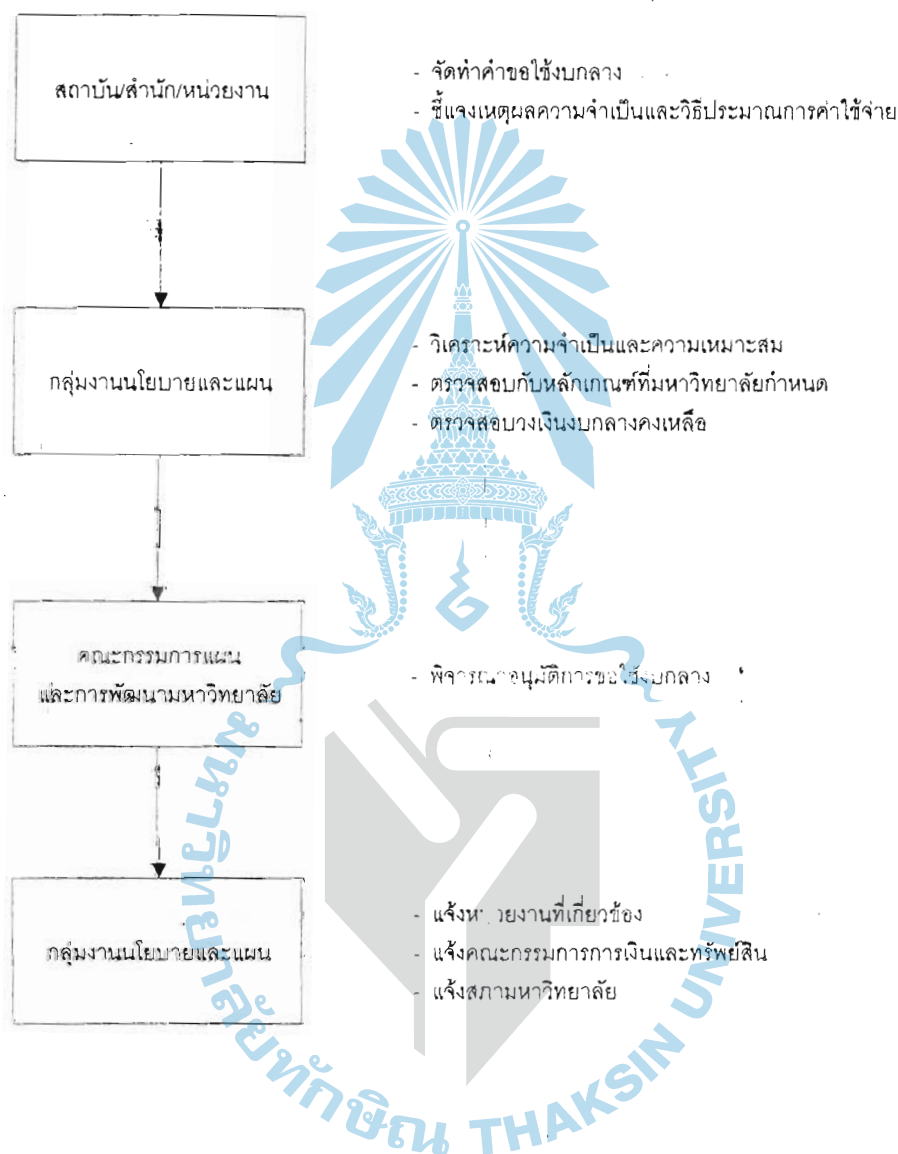 สถาบัน/สำนัก/หน่วยงาน
- จัดทำคำขอใช้งบกลาง
- ชี้แจงเหตุผลความจำเป็นและวิธีประมาณการค่าใช้จ่าย
กลุ่มงานนโยบายและแผน
- วิเคราะห์ความจำเป็นและความเหมาะสม
- ตรวจสอบกับหลักเกณฑ์ที่มหาวิทยาลัยกำหนด
- ตรวจสอบวงเงินงบกลางคงเหลือ
คณะกรรมการแผน
และการพัฒนามหาวิทยาลัย
- พิจารณาอนุมัติการขอใช้งบกลาง
กลุ่มงานนโยบายและแผน
- แจ้งหน่วยงานที่เกี่ยวข้อง
- แจ้งคณะกรรมการการเงินและทรัพย์สิน
- แจ้งสภามหาวิทยาลัย
มหาวิทยาลัยทักษิณ THAKSIN UNIVERSITY